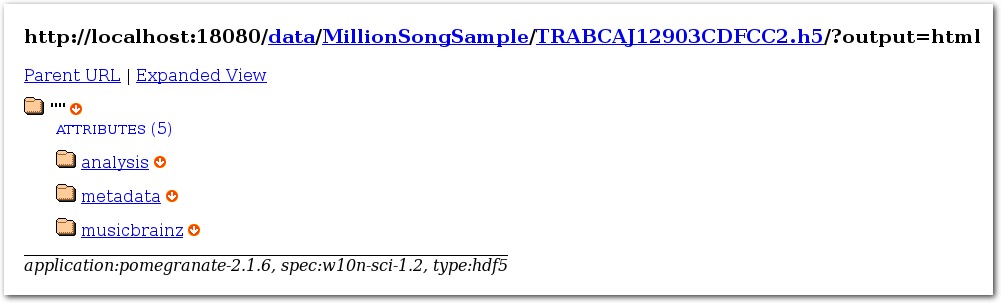 http://localhost:18080/data/MillionSongSample/TRABCAJ12903CDFCC2.h5/?output=html
Parent URL | Expanded View
""
ATTRIBUTES (5)
analysis
metadata
musicbrainz
application:pomegranate-2.1.6, spec:w10n-sci-1.2, type:hdf5